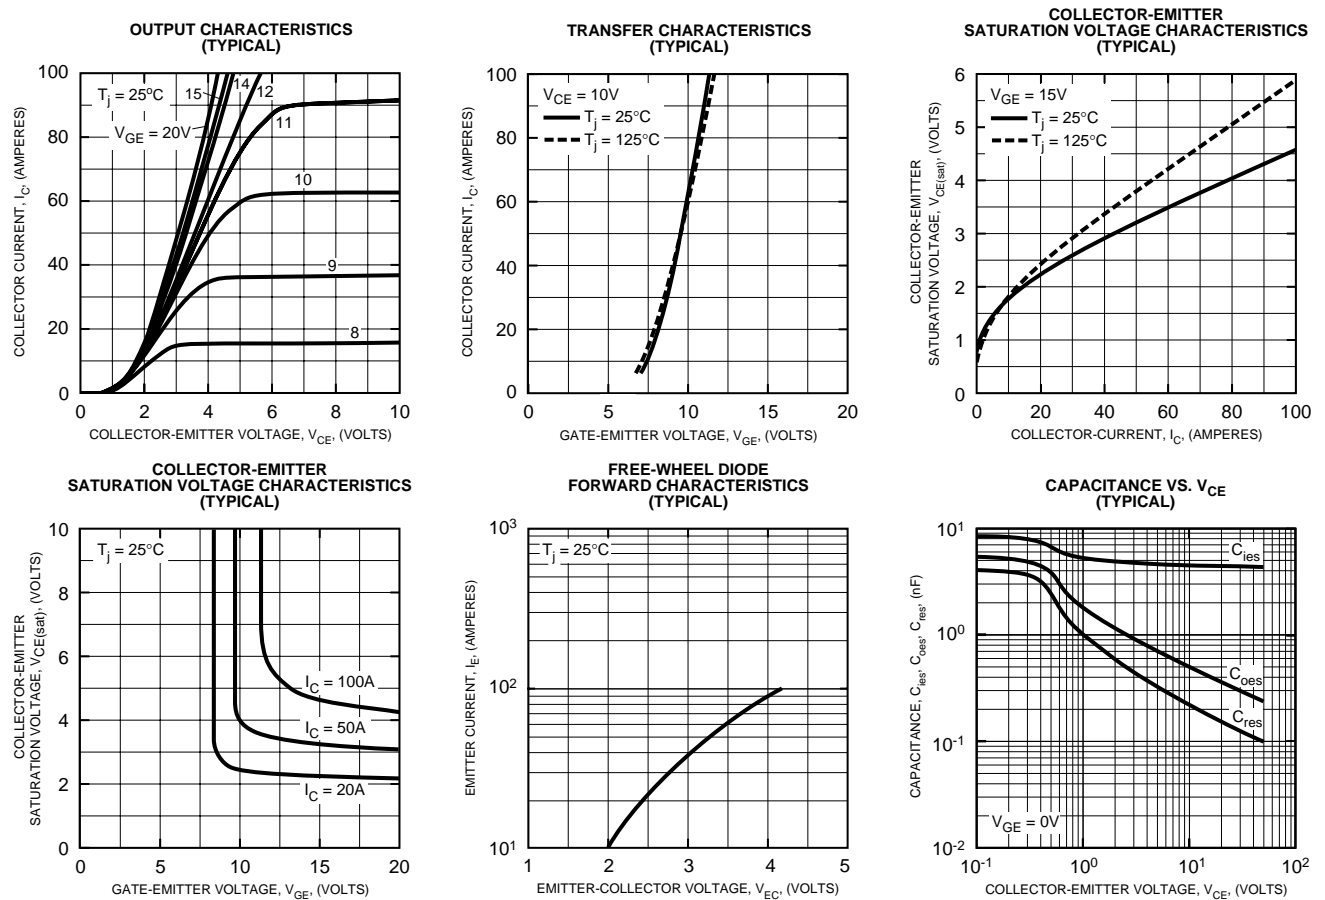 OUTPUT CHARACTERISTICS
(TYPICAL)
COLLECTOR CURRENT, IC, (AMPERES)
100
80
60
40
20
0
Tj = 25°C
VGE = 20V
15
14
12
11
10
9
8
0 2 4 6 8 10
COLLECTOR-EMITTER VOLTAGE, VCE, (VOLTS)
TRANSFER CHARACTERISTICS
(TYPICAL)
COLLECTOR CURRENT, IC, (AMPERES)
100
80
60
40
20
0
VCE = 10V
Tj = 25°C
Tj = 125°C
0 5 10 15 20
GATE-EMITTER VOLTAGE, VGE, (VOLTS)
COLLECTOR-EMITTER
SATURATION VOLTAGE CHARACTERISTICS
(TYPICAL)
COLLECTOR-EMITTER
SATURATION VOLTAGE, VCE(sat), (VOLTS)
6
5
4
3
2
1
0
VGE = 15V
Tj = 25°C
Tj = 125°C
0 20 40 60 80 100
COLLECTOR-CURRENT, IC, (AMPERES)
COLLECTOR-EMITTER
SATURATION VOLTAGE CHARACTERISTICS
(TYPICAL)
COLLECTOR-EMITTER
SATURATION VOLTAGE, VCE(sat), (VOLTS)
10
8
6
4
2
0
Tj = 25°C
IC = 100A
IC = 50A
IC = 20A
0 5 10 15 20
GATE-EMITTER VOLTAGE, VGE, (VOLTS)
FREE-WHEEL DIODE
FORWARD CHARACTERISTICS
(TYPICAL)
EMITTER CURRENT, IE, (AMPERES)
10³
10²
10¹
Tj = 25°C
1 2 3 4 5
EMITTER-COLLECTOR VOLTAGE, VEC, (VOLTS)
CAPACITANCE VS. VCE
(TYPICAL)
CAPACITANCE, Cies, Coes, Cres, (nF)
10¹
10⁰
10⁻¹
10⁻²
Cies
Coes
Cres
VGE = 0V
10⁻¹ 10⁰ 10¹ 10²
COLLECTOR-EMITTER VOLTAGE, VCE, (VOLTS)